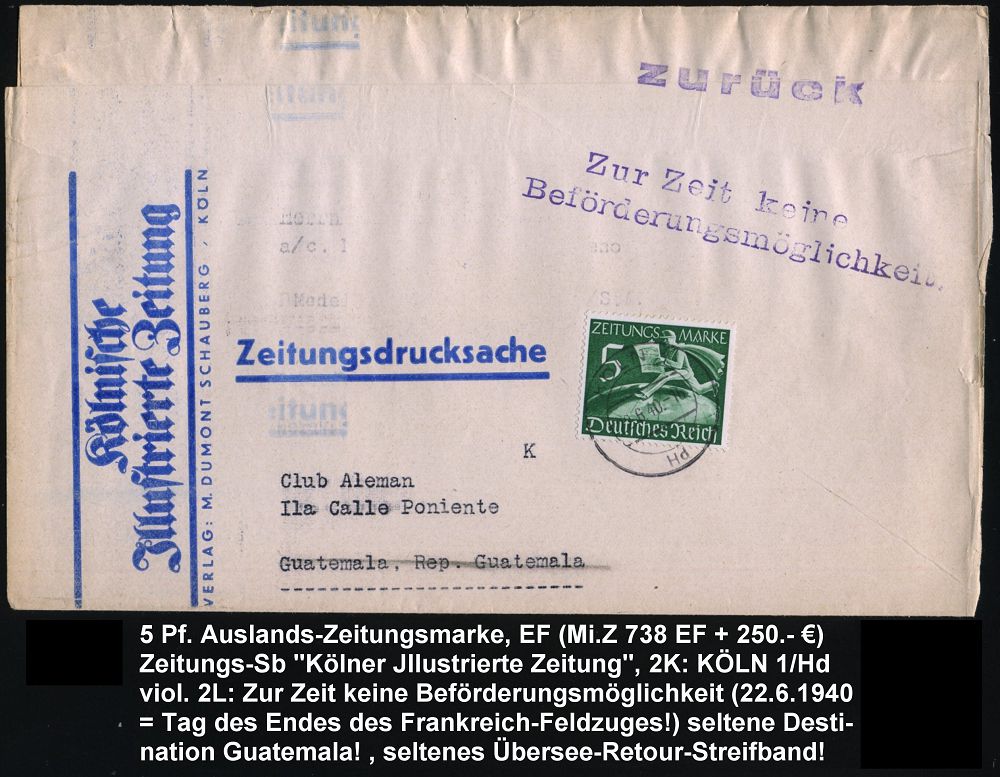 zurück
Zur Zeit keine
Beförderungsmöglichkeit.
Kölnische
Illustrierte Zeitung
VERLAG: M. DUMONT SCHAUBERG, KÖLN
Zeitungsdrucksache
ZEITUNGSMARKE
5
Deutsches Reich
K
Club Aleman
Ila Calle Poniente
Guatemala, Rep. Guatemala
5 Pf. Auslands-Zeitungsmarke, EF (Mi.Z 738 EF + 250.- €)
Zeitungs-Sb "Kölner Jllustrierte Zeitung", 2K: KÖLN 1/Hd
viol. 2L: Zur Zeit keine Beförderungsmöglichkeit (22.6.1940
= Tag des Endes des Frankreich-Feldzuges!) seltene Desti-
nation Guatemala! , seltenes Übersee-Retour-Streifband!